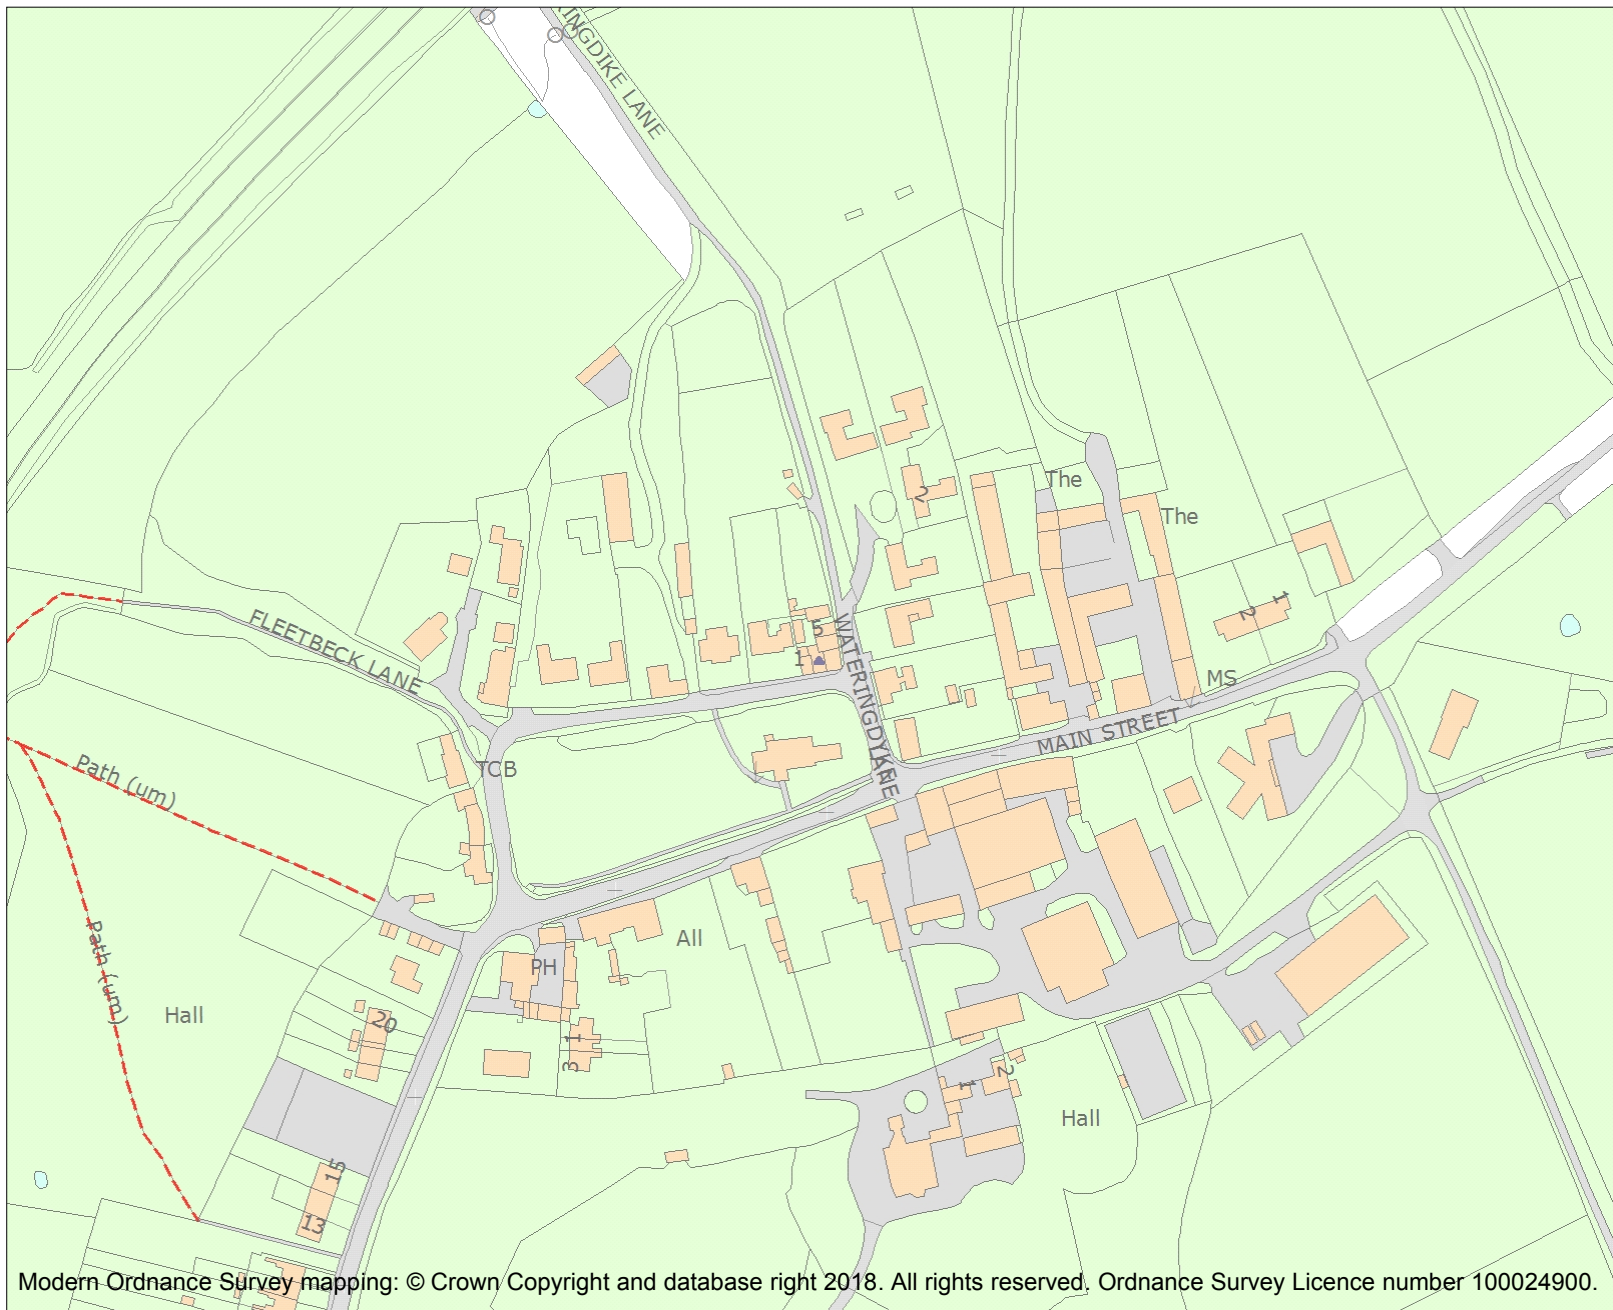 INGDIKE LANE
2
The
The
FLEETBECK LANE
5
1
WATERINGDYKE
LANE
2
1
MS
MAIN STREET
TCB
Path (um)
Path (um)
All
PH
Hall
20
1
3
1
2
Hall
15
13
Modern Ordnance Survey mapping: © Crown Copyright and database right 2018. All rights reserved. Ordnance Survey Licence number 100024900.